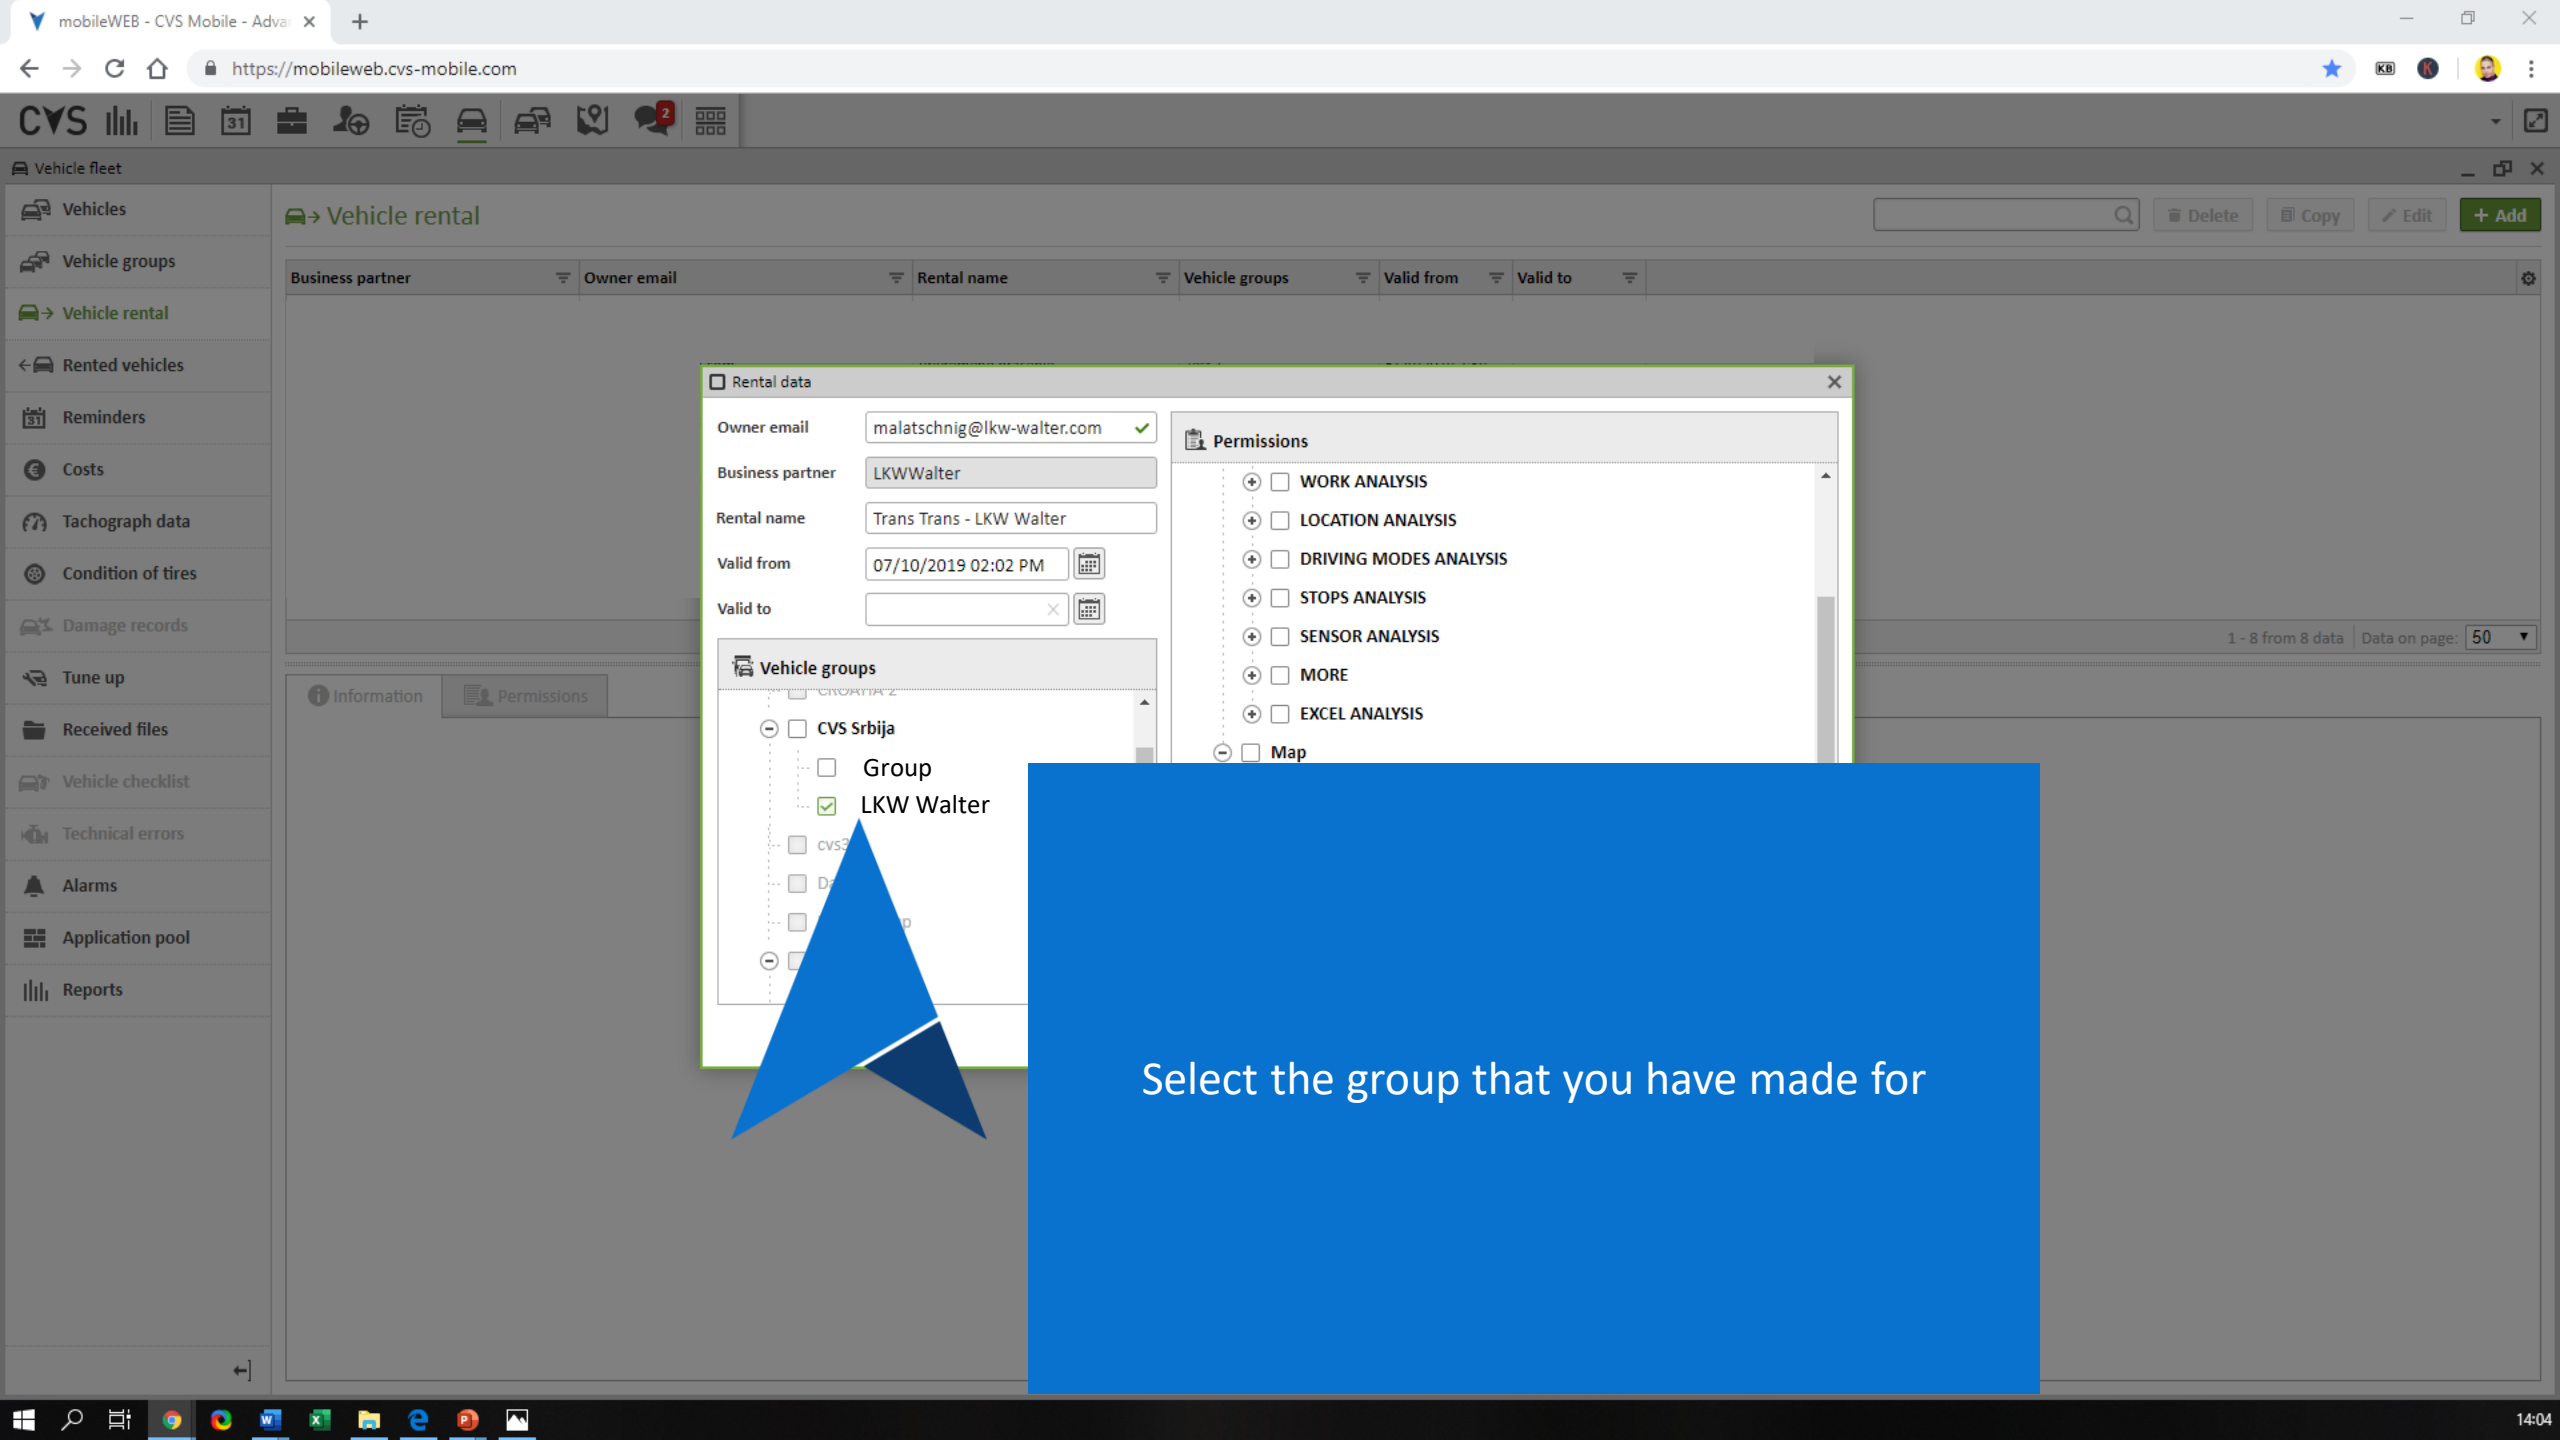 mobileWEB - CVS Mobile - Adva
https://mobileweb.cvs-mobile.com
CVS
31
2
Vehicle fleet
Vehicles
Vehicle groups
Vehicle rental
Rented vehicles
Reminders
31
Costs
Tachograph data
Condition of tires
Damage records
Tune up
Received files
Vehicle checklist
Technical errors
Alarms
Application pool
Reports
Vehicle rental
Delete
Copy
Edit
+ Add
Business partner
Owner email
Rental name
Vehicle groups
Valid from
Valid to
1 - 8 from 8 data
Data on page:
50
Information
Permissions
Rental data
Owner email
malatschnig@lkw-walter.com
Business partner
LKWWalter
Rental name
Trans Trans - LKW Walter
Valid from
07/10/2019 02:02 PM
Valid to
Vehicle groups
CROATIA 2
CVS Srbija
Group
LKW Walter
Permissions
WORK ANALYSIS
LOCATION ANALYSIS
DRIVING MODES ANALYSIS
STOPS ANALYSIS
SENSOR ANALYSIS
MORE
EXCEL ANALYSIS
Map
Select the group that you have made for
KB
K
14:04